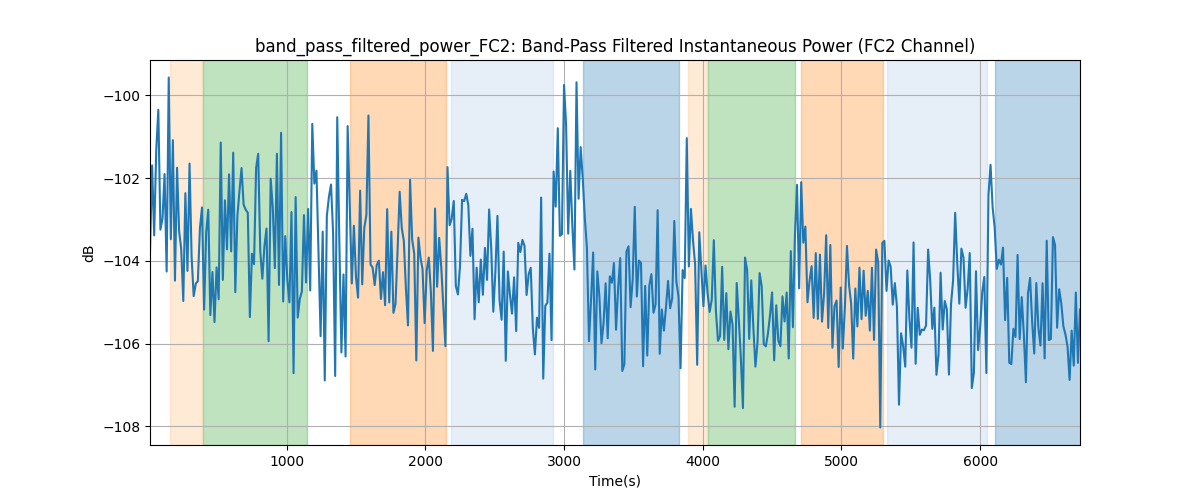 band_pass_filtered_power_FC2: Band-Pass Filtered Instantaneous Power (FC2 Channel)
−100
−102
−104
−106
−108
dB
1000 2000 3000 4000 5000 6000
Time(s)